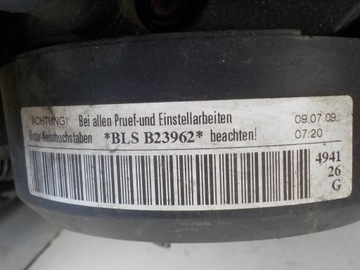 ACHTUNG! Bei allen Pruef-und Einstellarbeiten 09.07.09
Motor-Kennbuchstaben *BLS B23962* beachten! 07:20
4941
26
G